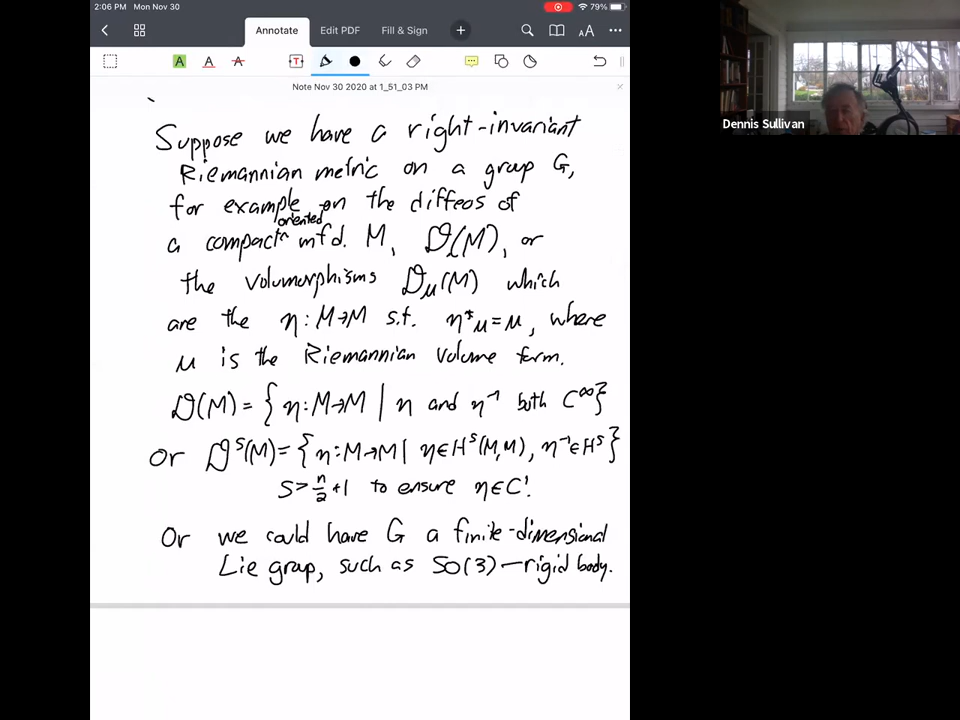 2:06 PM Mon Nov 30
79%
Annotate Edit PDF Fill & Sign
Note Nov 30 2020 at 1_51_03 PM
Suppose we have a right-invariant
Riemannian metric on a group G,
for example on the diffeos of
a compact oriented mfd. M, 𝒟(M), or
the volumorphisms 𝒟_μ(M) which
are the η: M→M s.t. η*μ=μ, where
μ is the Riemannian volume form.
𝒟(M) = { η: M→M | η and η⁻¹ both C^∞}
or 𝒟^s(M) = { η: M→M | η∈H^s(M,M), η⁻¹∈H^s}
s > n/2 +1 to ensure η∈C¹.
Or we could have G a finite-dimensional
Lie group, such as SO(3) — rigid body.
Dennis Sullivan